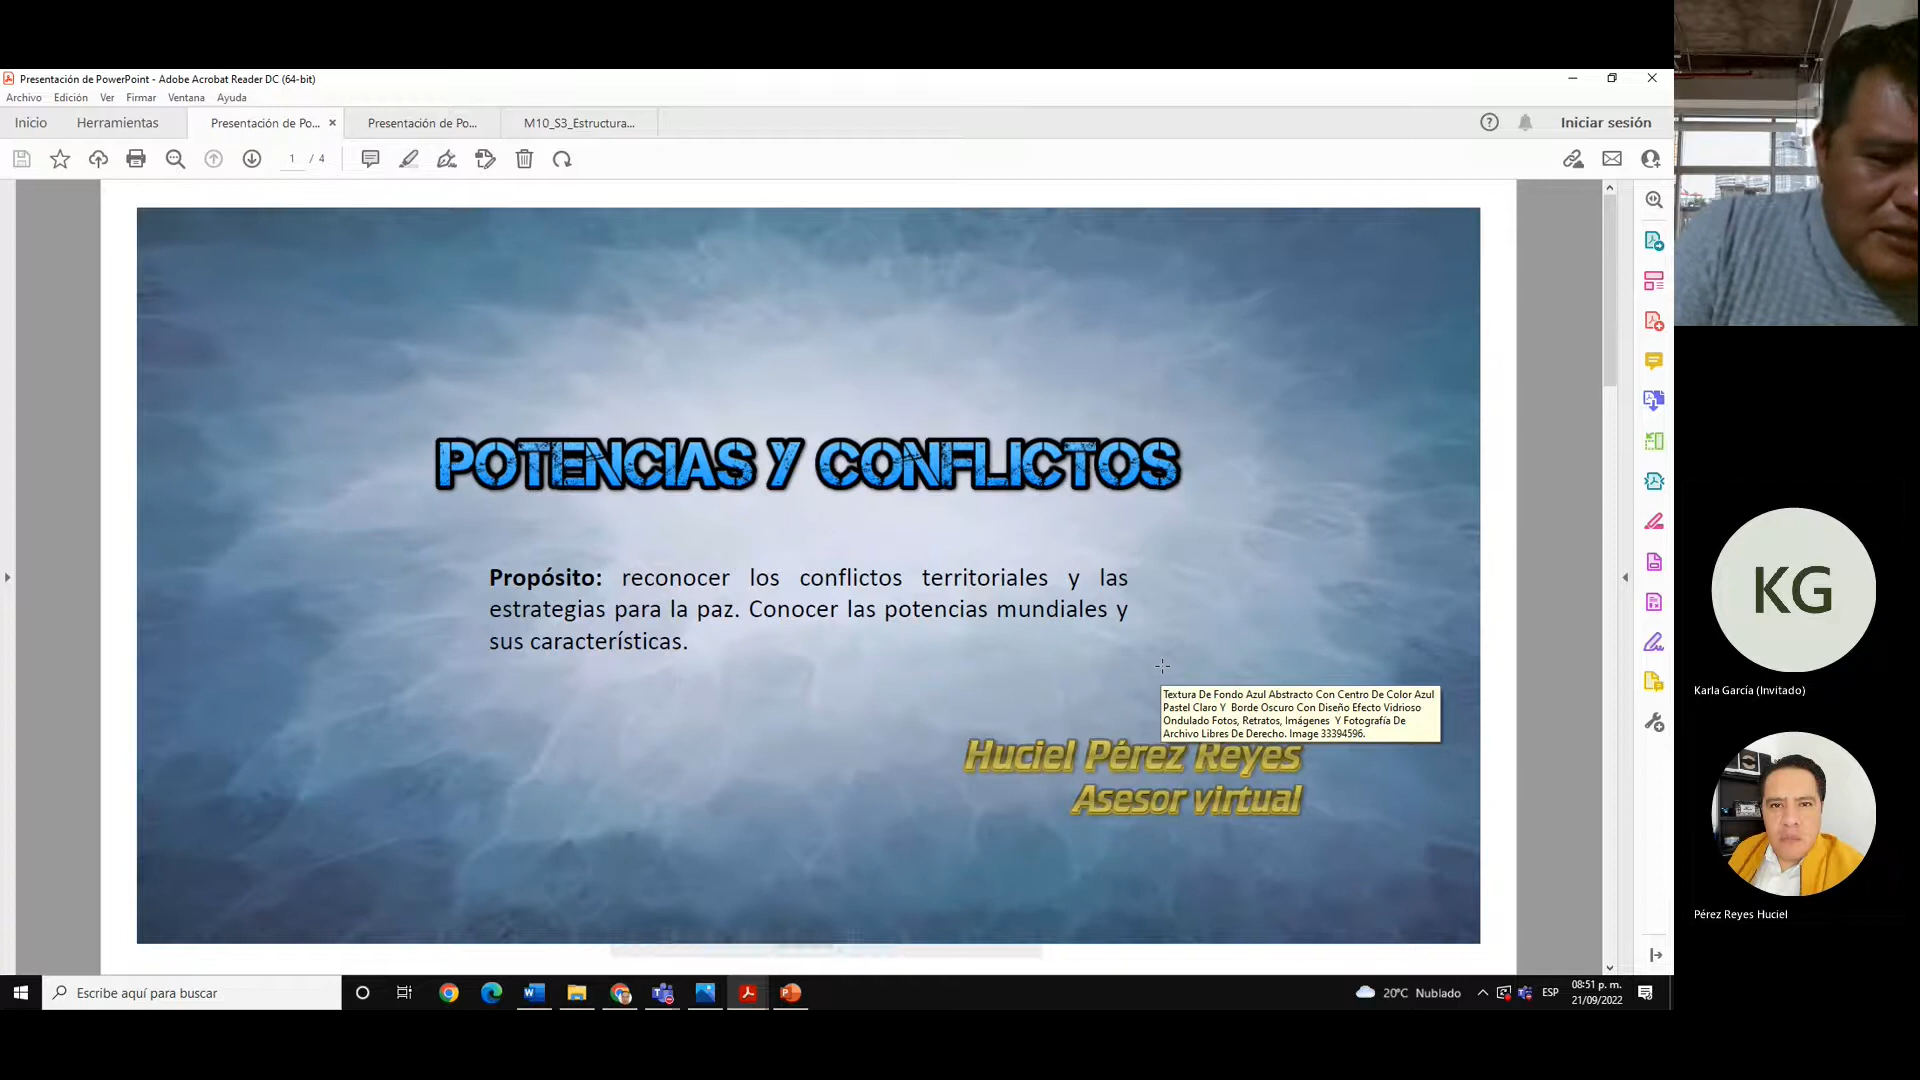 Presentación de PowerPoint - Adobe Acrobat Reader DC (64-bit)
Archivo Edición Ver Firmar Ventana Ayuda
Inicio Herramientas Presentación de Po... × Presentación de Po... M10_S3_Estructura... Iniciar sesión
1 / 4
POTENCIAS Y CONFLICTOS
Propósito: reconocer los conflictos territoriales y las
estrategias para la paz. Conocer las potencias mundiales y
sus características.
Textura De Fondo Azul Abstracto Con Centro De Color Azul
Pastel Claro Y Borde Oscuro Con Diseño Efecto Vidrioso
Ondulado Fotos, Retratos, Imágenes Y Fotografía De
Archivo Libres De Derecho. Image 33394596.
Huciel Pérez Reyes
Asesor virtual
KG
Karla García (Invitado)
Pérez Reyes Huciel
Escribe aquí para buscar
20°C Nublado
ESP
08:51 p. m.
21/09/2022